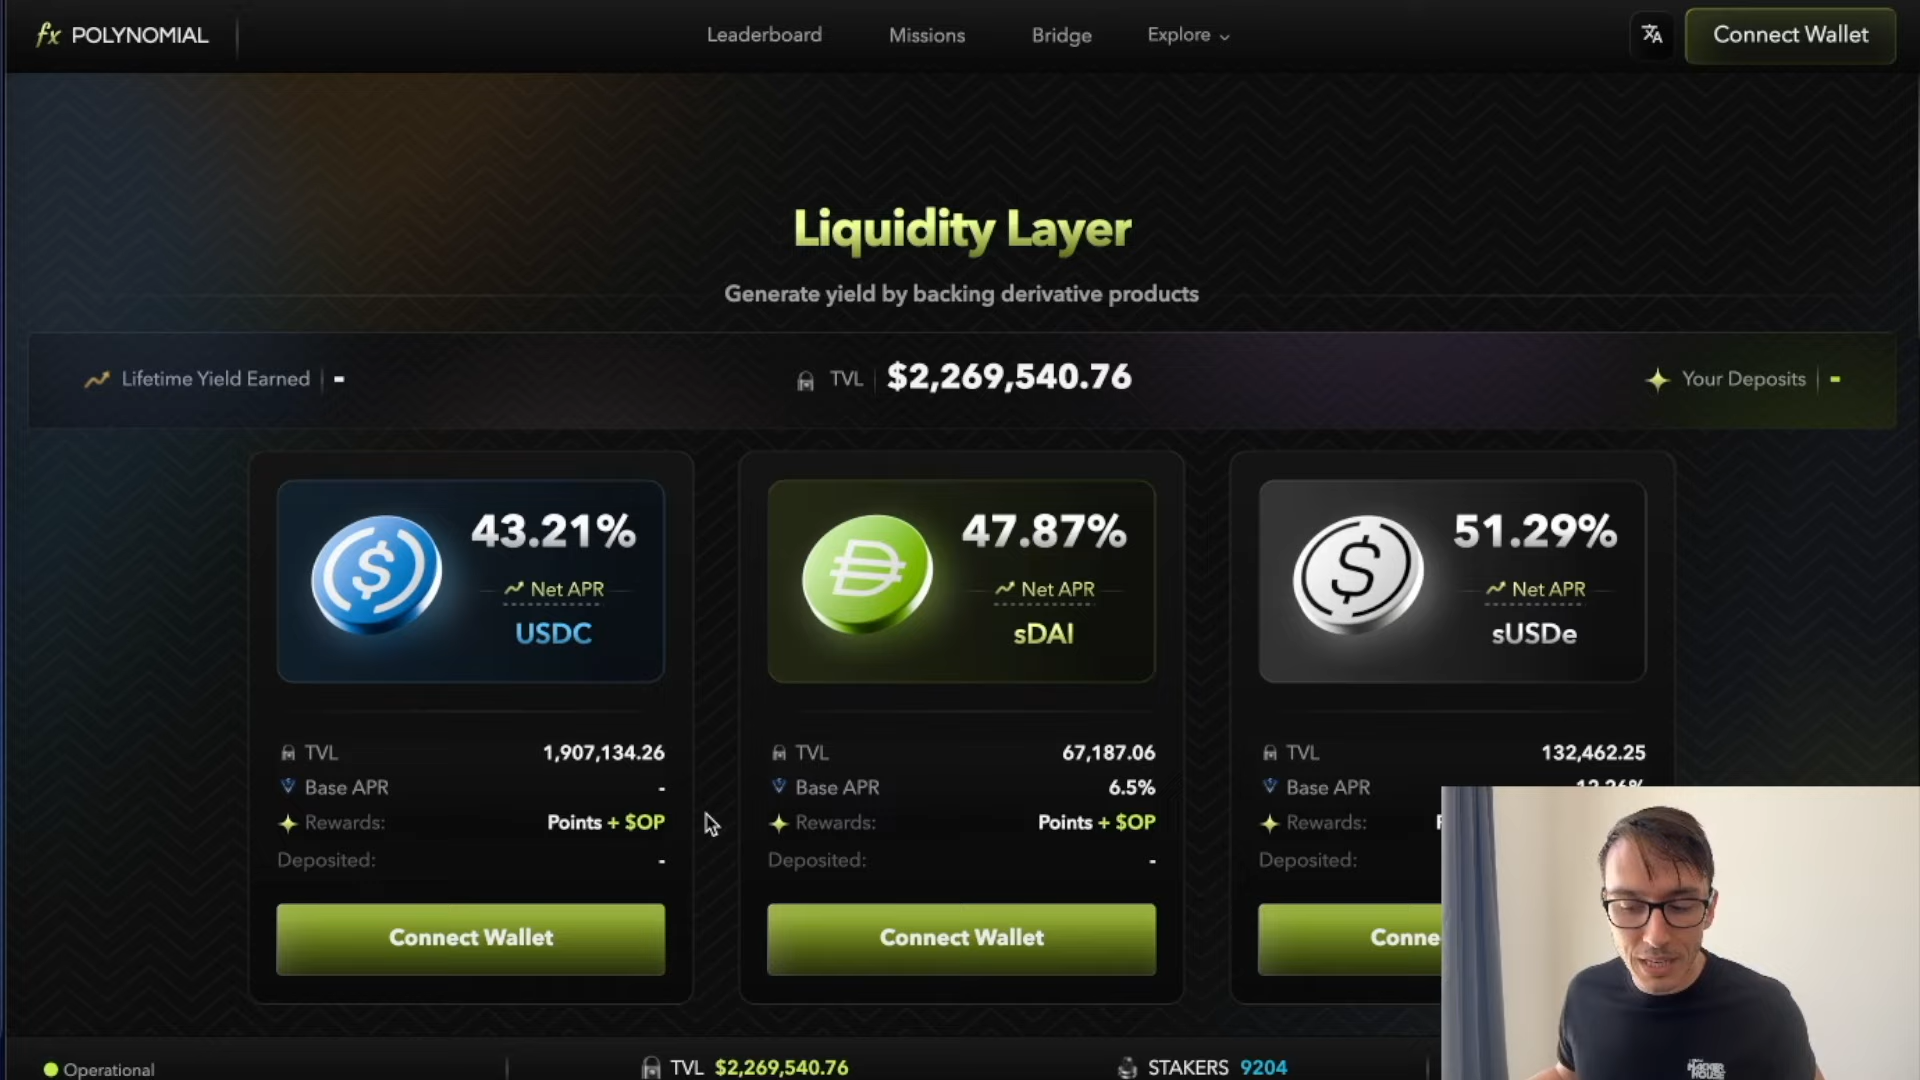 fx POLYNOMIAL
Leaderboard
Missions
Bridge
Explore
Connect Wallet
Liquidity Layer
Generate yield by backing derivative products
Lifetime Yield Earned -
TVL $2,269,540.76
Your Deposits -
43.21%
Net APR
USDC
TVL 1,907,134.26
Base APR -
Rewards: Points + $OP
Deposited: -
Connect Wallet
47.87%
Net APR
sDAI
TVL 67,187.06
Base APR 6.5%
Rewards: Points + $OP
Deposited: -
Connect Wallet
51.29%
Net APR
sUSDe
TVL 132,462.25
Base APR
Rewards:
Deposited:
Conne
Operational
TVL $2,269,540.76
STAKERS 9204
HACKER
HOUSE